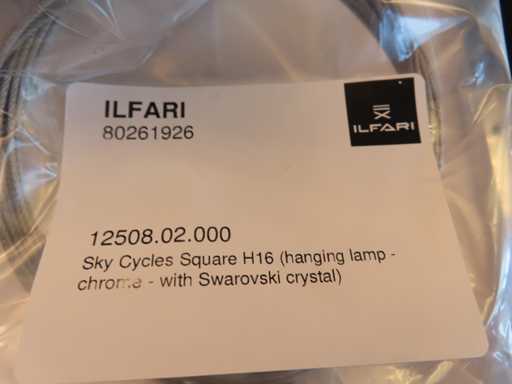 ILFARI
80261926
ILFARI
12508.02.000
Sky Cycles Square H16 (hanging lamp -
chrome - with Swarovski crystal)